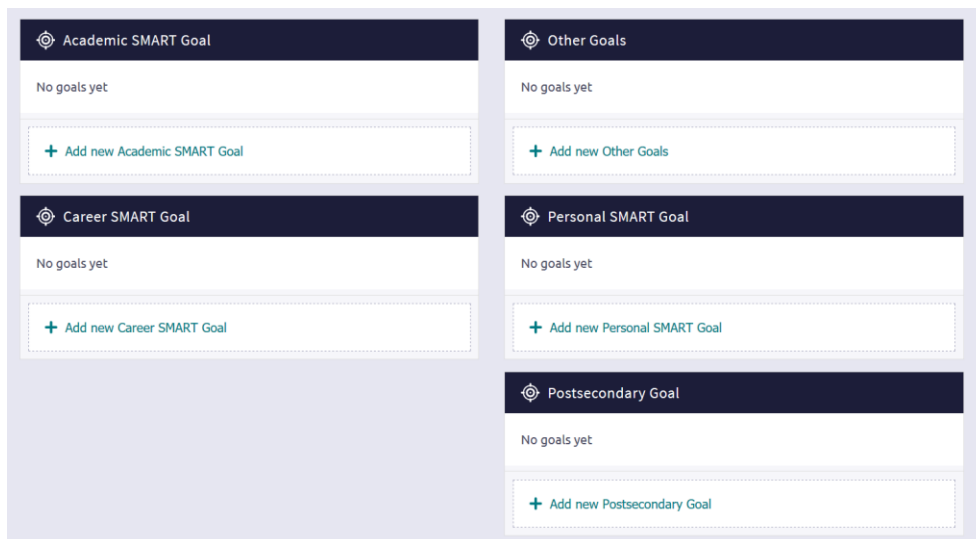 Academic SMART Goal
No goals yet
+ Add new Academic SMART Goal
Career SMART Goal
No goals yet
+ Add new Career SMART Goal
Other Goals
No goals yet
+ Add new Other Goals
Personal SMART Goal
No goals yet
+ Add new Personal SMART Goal
Postsecondary Goal
No goals yet
+ Add new Postsecondary Goal